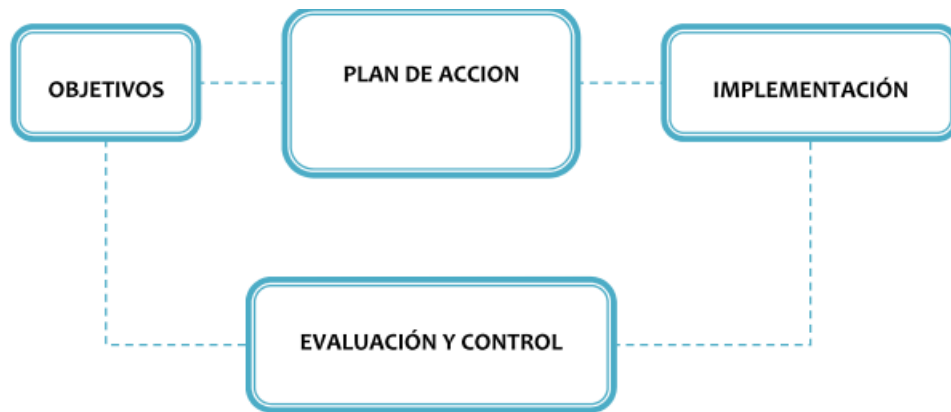 OBJETIVOS
PLAN DE ACCION
IMPLEMENTACIÓN
EVALUACIÓN Y CONTROL